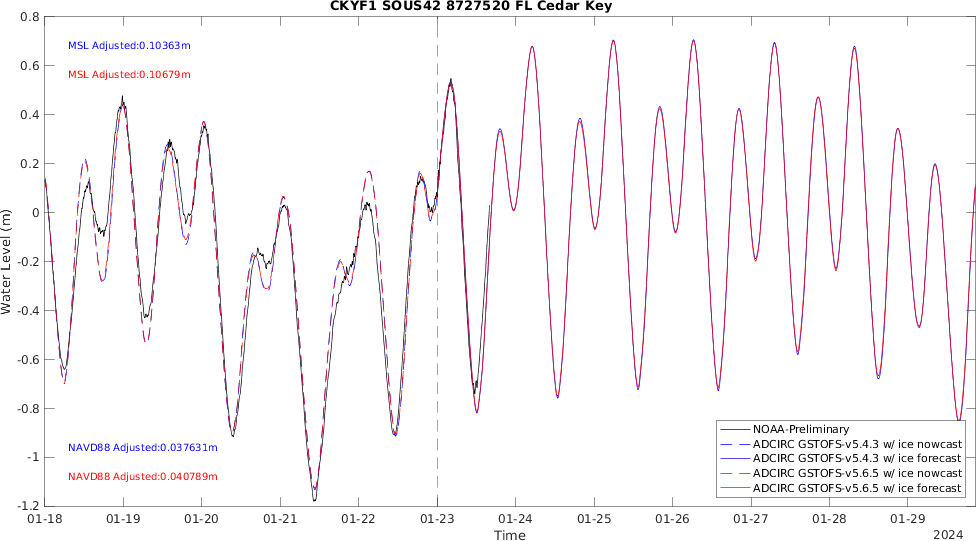 CKYF1 SOUS42 8727520 FL Cedar Key
0.8
0.6
0.4
0.2
0
-0.2
-0.4
-0.6
-0.8
-1
-1.2
Water Level (m)
MSL Adjusted:0.10363m
MSL Adjusted:0.10679m
NAVD88 Adjusted:0.037631m
NAVD88 Adjusted:0.040789m
NOAA-Preliminary
ADCIRC GSTOFS-v5.4.3 w/ ice nowcast
ADCIRC GSTOFS-v5.4.3 w/ ice forecast
ADCIRC GSTOFS-v5.6.5 w/ ice nowcast
ADCIRC GSTOFS-v5.6.5 w/ ice forecast
01-18 01-19 01-20 01-21 01-22 01-23 01-24 01-25 01-26 01-27 01-28 01-29
Time
2024